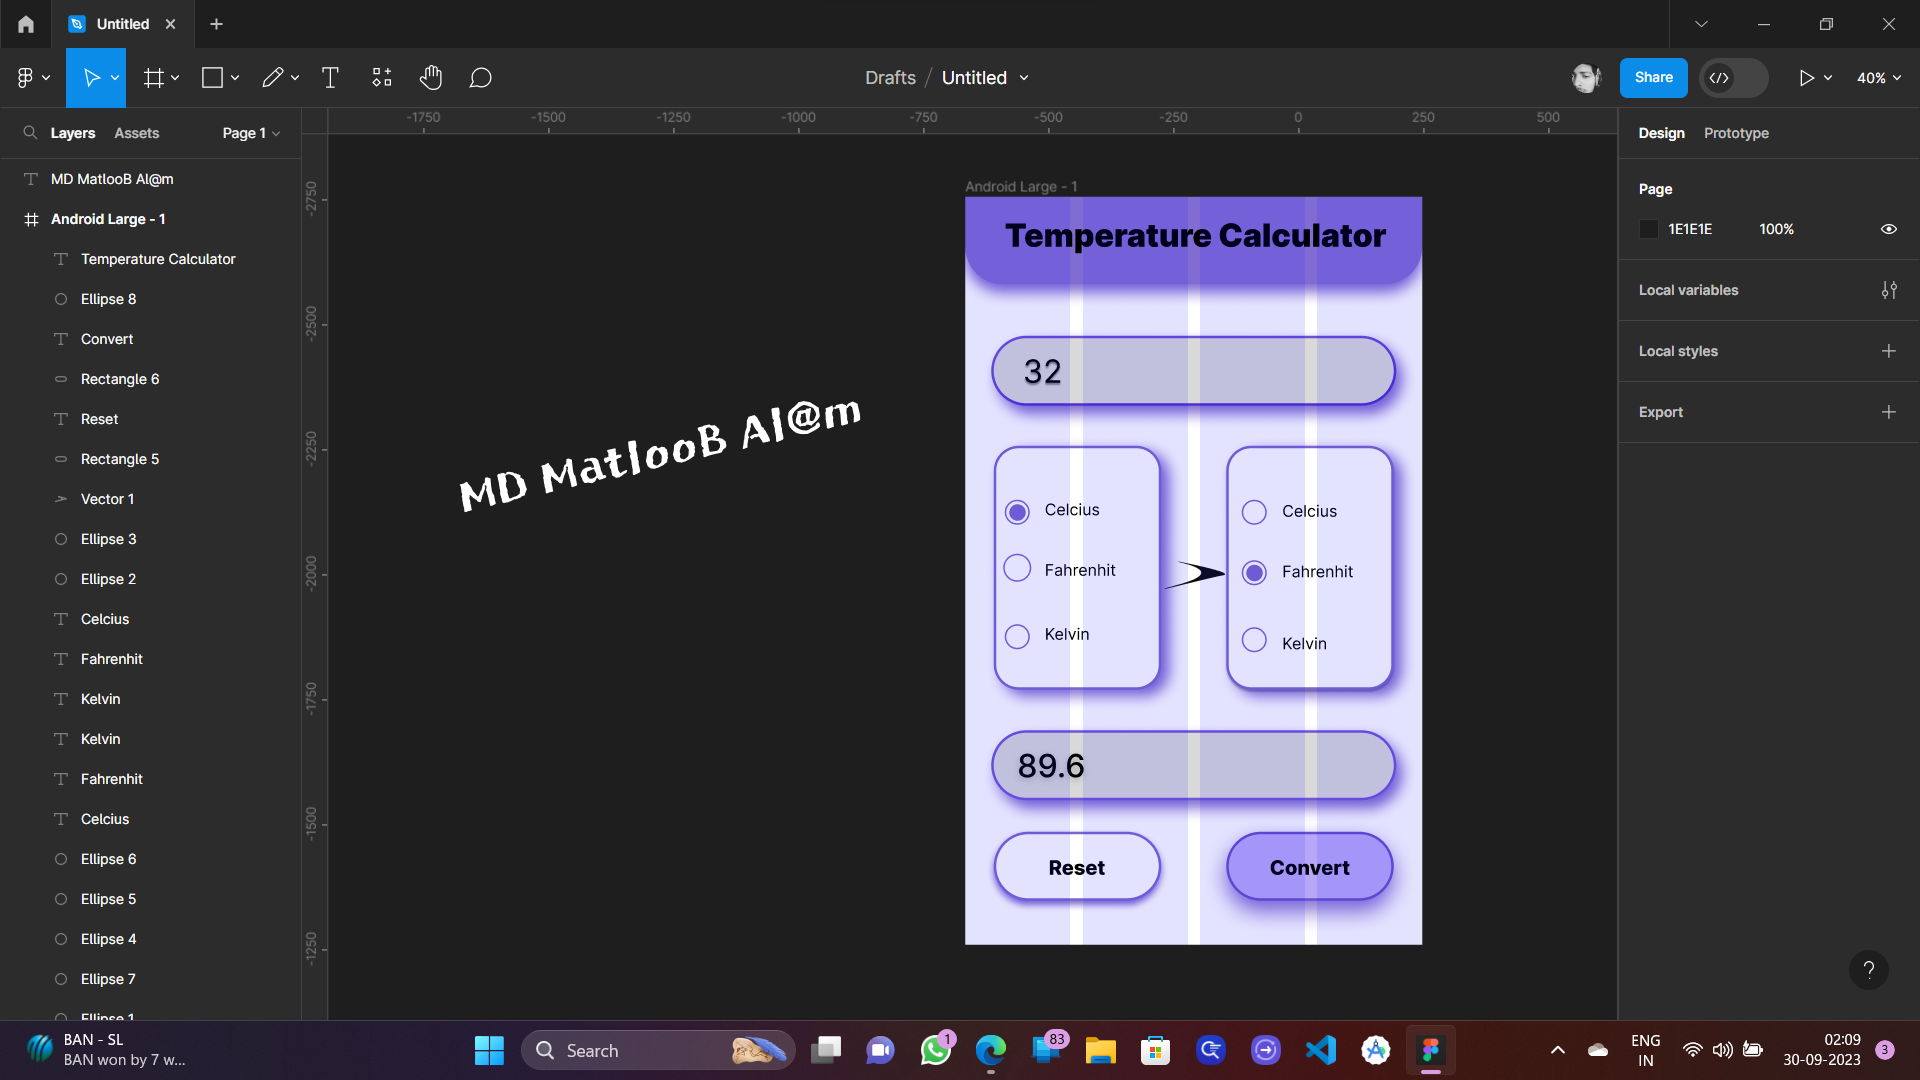 Untitled
Drafts / Untitled
Share
40%
Layers Assets Page 1
MD MatlooB Al@m
Android Large - 1
Temperature Calculator
Ellipse 8
Convert
Rectangle 6
Reset
Rectangle 5
Vector 1
Ellipse 3
Ellipse 2
Celcius
Fahrenhit
Kelvin
Kelvin
Fahrenhit
Celcius
Ellipse 6
Ellipse 5
Ellipse 4
Ellipse 7
Ellipse 1
-1750 -1500 -1250 -1000 -750 -500 -250 0 250 500
-2750
-2500
-2250
-2000
-1750
-1500
-1250
MD MatlooB Al@m
Android Large - 1
Temperature Calculator
32
Celcius
Fahrenhit
Kelvin
Celcius
Fahrenhit
Kelvin
89.6
Reset Convert
Design Prototype
Page
1E1E1E 100%
Local variables
Local styles
Export
?
BAN - SL
BAN won by 7 w...
Search
1
83
ENG
IN
02:09
30-09-2023
3